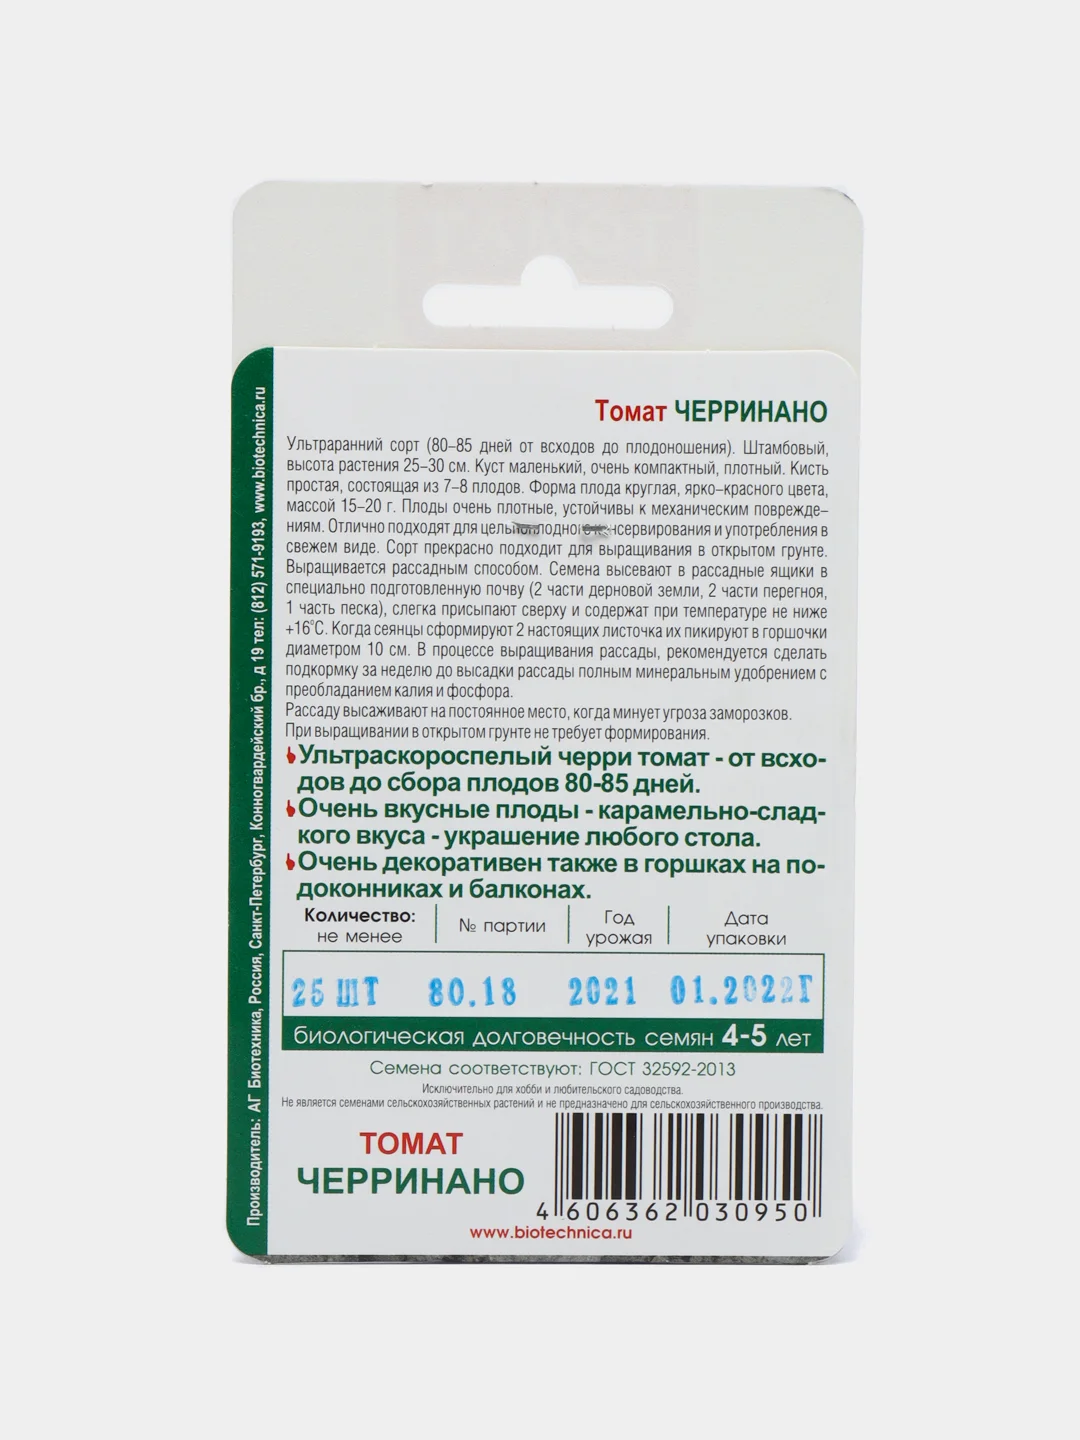 Томат ЧЕРРИНАНО
Ультраранний сорт (80–85 дней от всходов до плодоношения). Штамбовый,
высота растения 25–30 см. Куст маленький, очень компактный, плотный. Кисть
простая, состоящая из 7–8 плодов. Форма плода круглая, ярко–красного цвета,
массой 15–20 г. Плоды очень плотные, устойчивы к механическим поврежде–
ниям. Отлично подходят для и употребления в
свежем виде. Сорт прекрасно подходит для выращивания в открытом грунте.
Выращивается рассадным способом. Семена высевают в рассадные ящики в
специально подготовленную почву (2 части дерновой земли, 2 части перегноя,
1 часть песка), слегка присыпают сверху и содержат при температуре не ниже
+16°С. Когда сеянцы сформируют 2 настоящих листочка их пикируют в горшочки
диаметром 10 см. В процессе выращивания рассады, рекомендуется сделать
подкормку за неделю до высадки рассады полным минеральным удобрением с
преобладанием калия и фосфора.
Рассаду высаживают на постоянное место, когда минует угроза заморозков.
При выращивании в открытом грунте не требует формирования.
Ультраскороспелый черри томат - от всхо-
дов до сбора плодов 80-85 дней.
Очень вкусные плоды - карамельно-слад-
кого вкуса - украшение любого стола.
Очень декоративен также в горшках на по-
доконниках и балконах.
Количество: не менее
№ партии
Год урожая
Дата упаковки
25 ШТ 80.18 2021 01.2022Г
биологическая долговечность семян 4-5 лет
Семена соответствуют: ГОСТ 32592-2013
Исключительно для хобби и любительского садоводства.
Не является семенами сельскохозяйственных растений и не предназначено для сельскохозяйственного производства.
ТОМАТ
ЧЕРРИНАНО
4 606362 030950
www.biotechnica.ru
Производитель: АГ Биотехника, Россия, Санкт-Петербург, Конногвардейский бр., д 19 тел: (812) 571-9193, www.biotechnica.ru